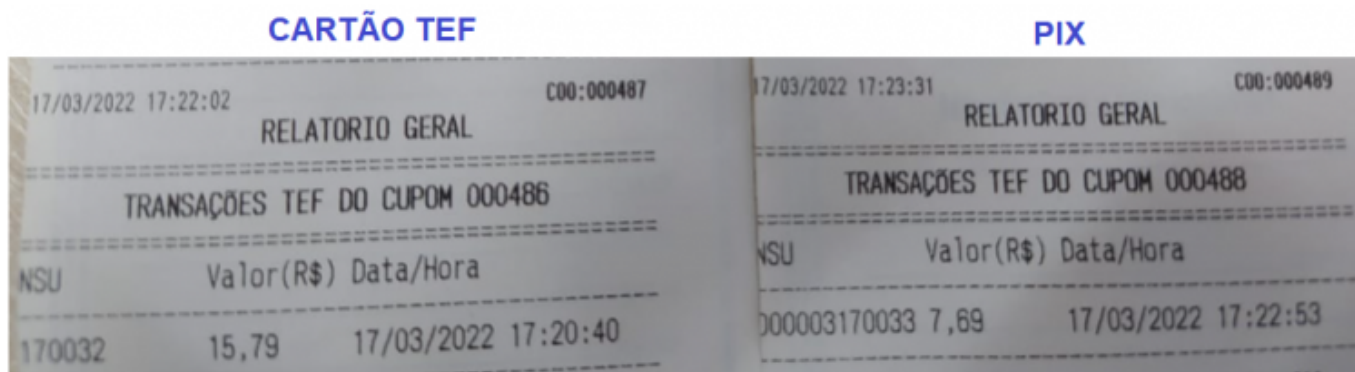 CARTÃO TEF
17/03/2022 17:22:02 COO:000487
RELATORIO GERAL
TRANSAÇÕES TEF DO CUPOM 000486
NSU Valor(R$) Data/Hora
170032 15,79 17/03/2022 17:20:40
PIX
17/03/2022 17:23:31 COO:000489
RELATORIO GERAL
TRANSAÇÕES TEF DO CUPOM 000488
NSU Valor(R$) Data/Hora
000003170033 7,69 17/03/2022 17:22:53